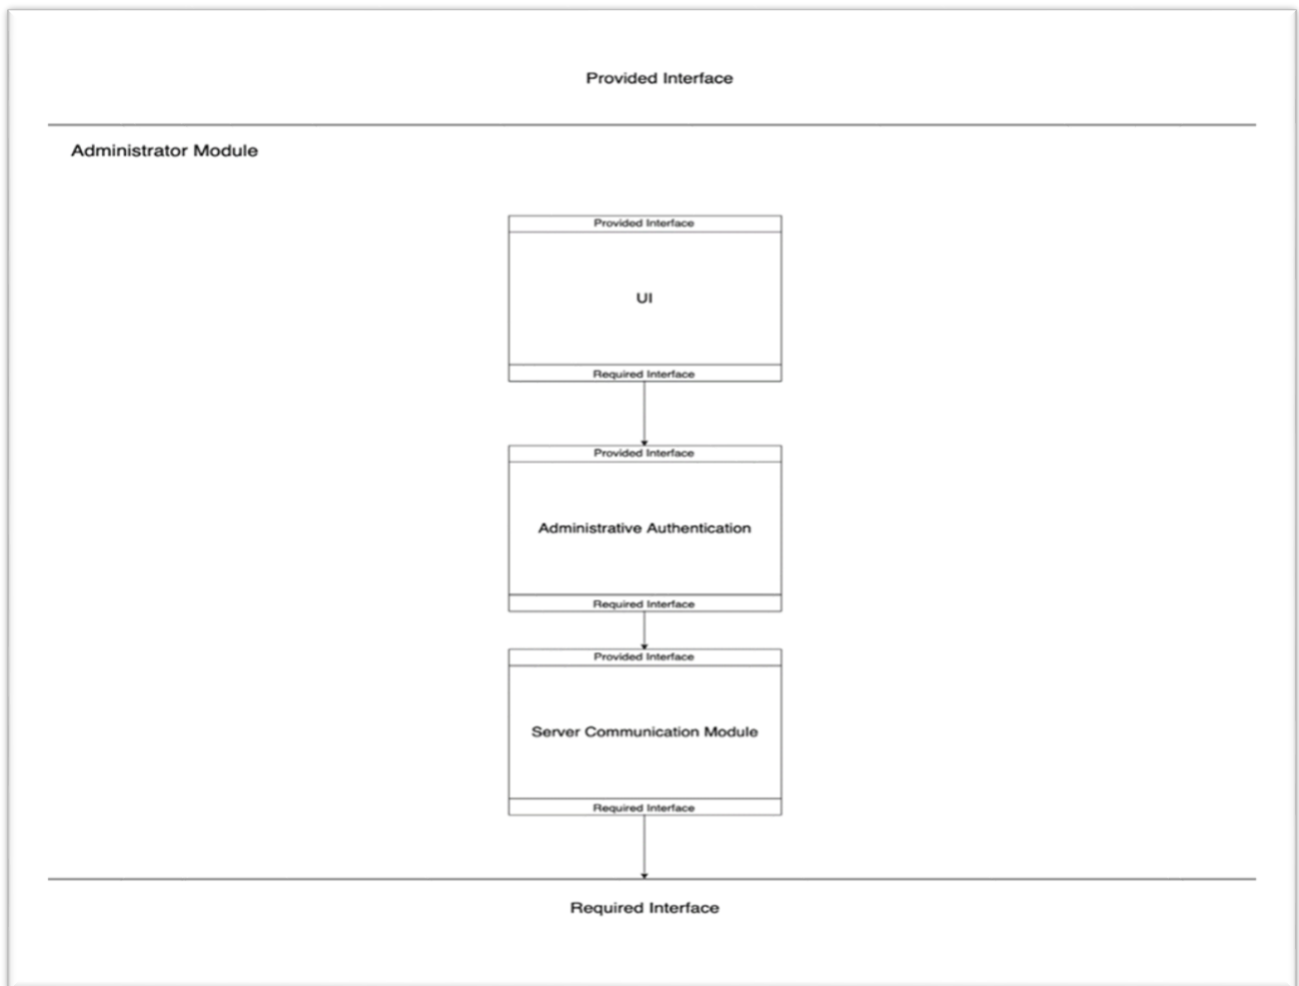 Provided Interface
Administrator Module
Provided Interface
UI
Required Interface
Provided Interface
Administrative Authentication
Required Interface
Provided Interface
Server Communication Module
Required Interface
Required Interface